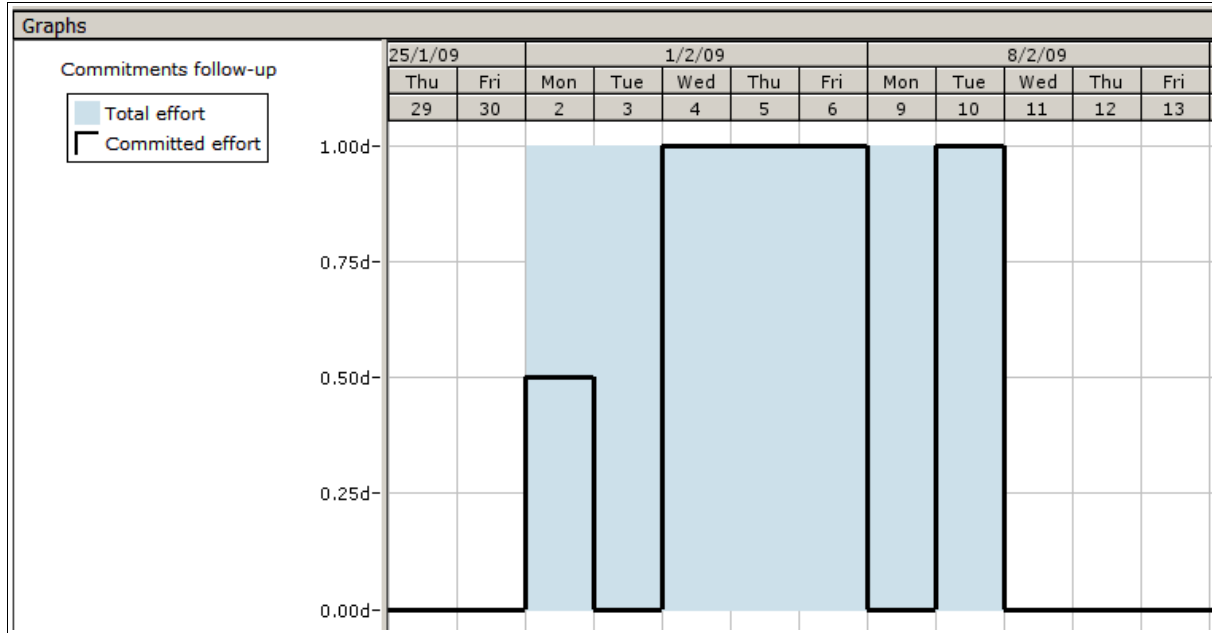 Graphs
Commitments follow-up
Total effort
Committed effort
25/1/09 1/2/09 8/2/09
Thu Fri Mon Tue Wed Thu Fri Mon Tue Wed Thu Fri
29 30 2 3 4 5 6 9 10 11 12 13
1.00d
0.75d
0.50d
0.25d
0.00d